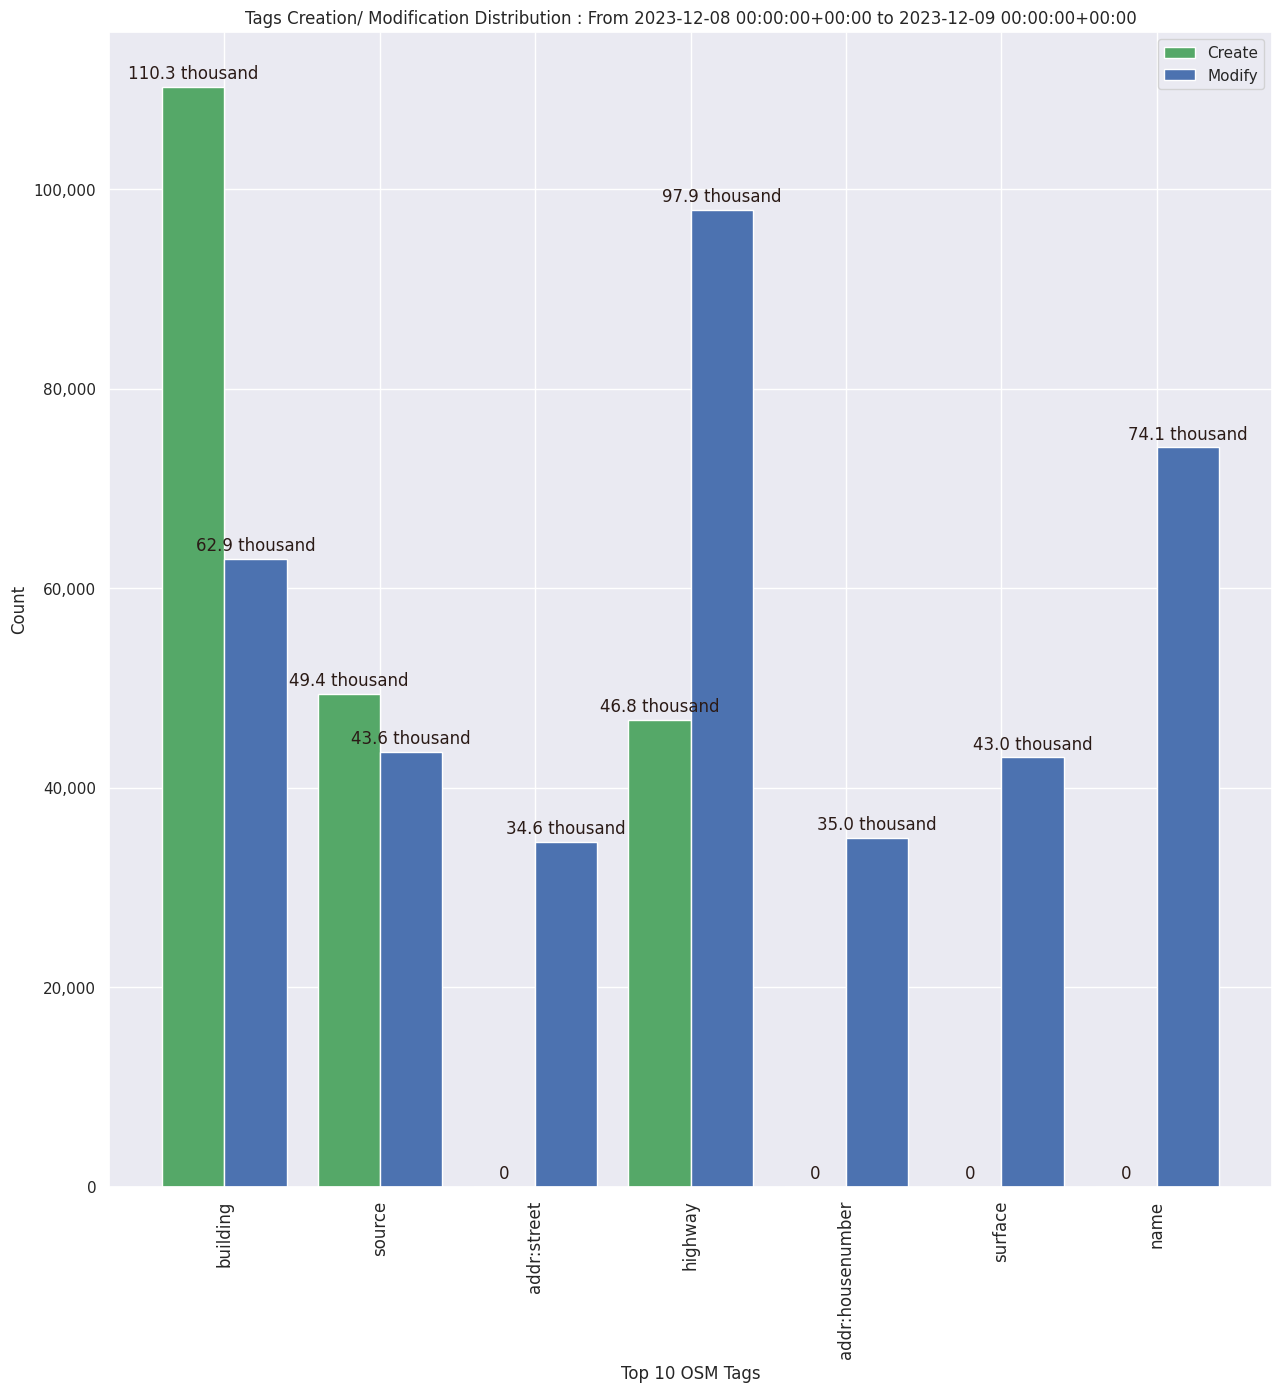 Tags Creation/ Modification Distribution : From 2023-12-08 00:00:00+00:00 to 2023-12-09 00:00:00+00:00
Create
Modify
110.3 thousand
97.9 thousand
74.1 thousand
62.9 thousand
49.4 thousand
46.8 thousand
43.6 thousand
43.0 thousand
35.0 thousand
34.6 thousand
0
0
0
0
100,000
80,000
60,000
40,000
20,000
0
Count
building
source
addr:street
highway
addr:housenumber
surface
name
Top 10 OSM Tags